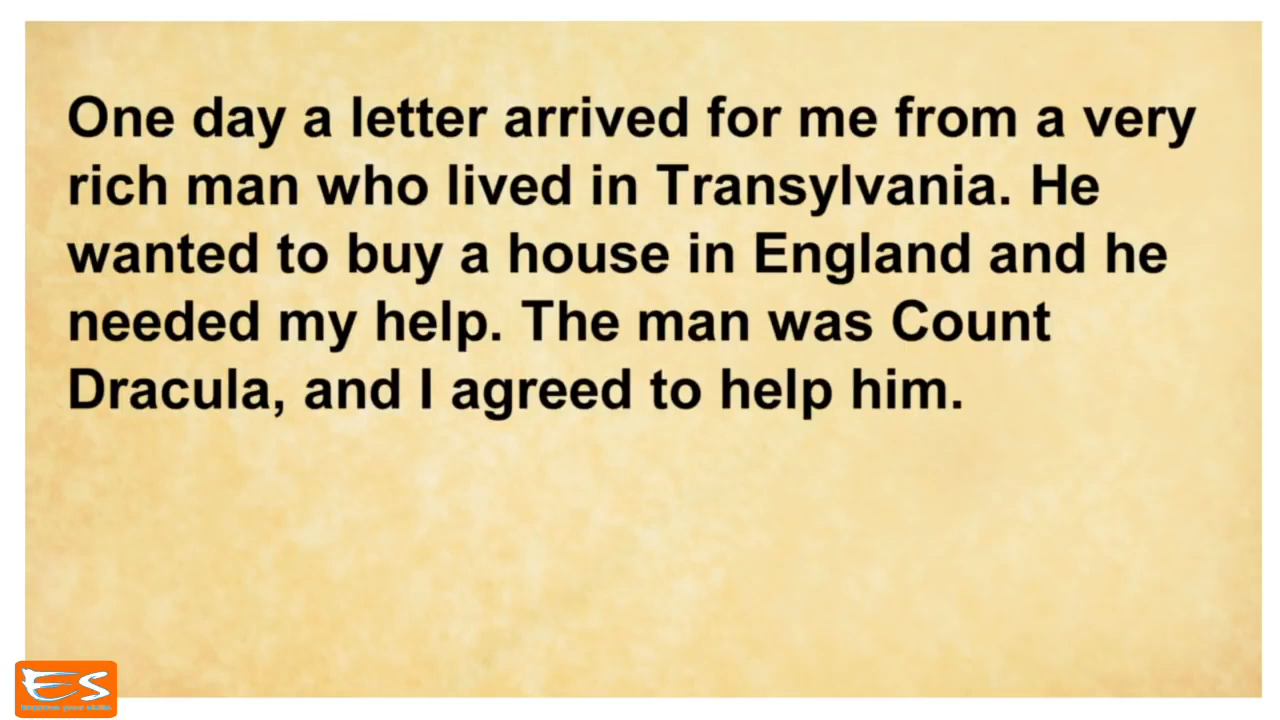 One day a letter arrived for me from a very
rich man who lived in Transylvania. He
wanted to buy a house in England and he
needed my help. The man was Count
Dracula, and I agreed to help him.
ES